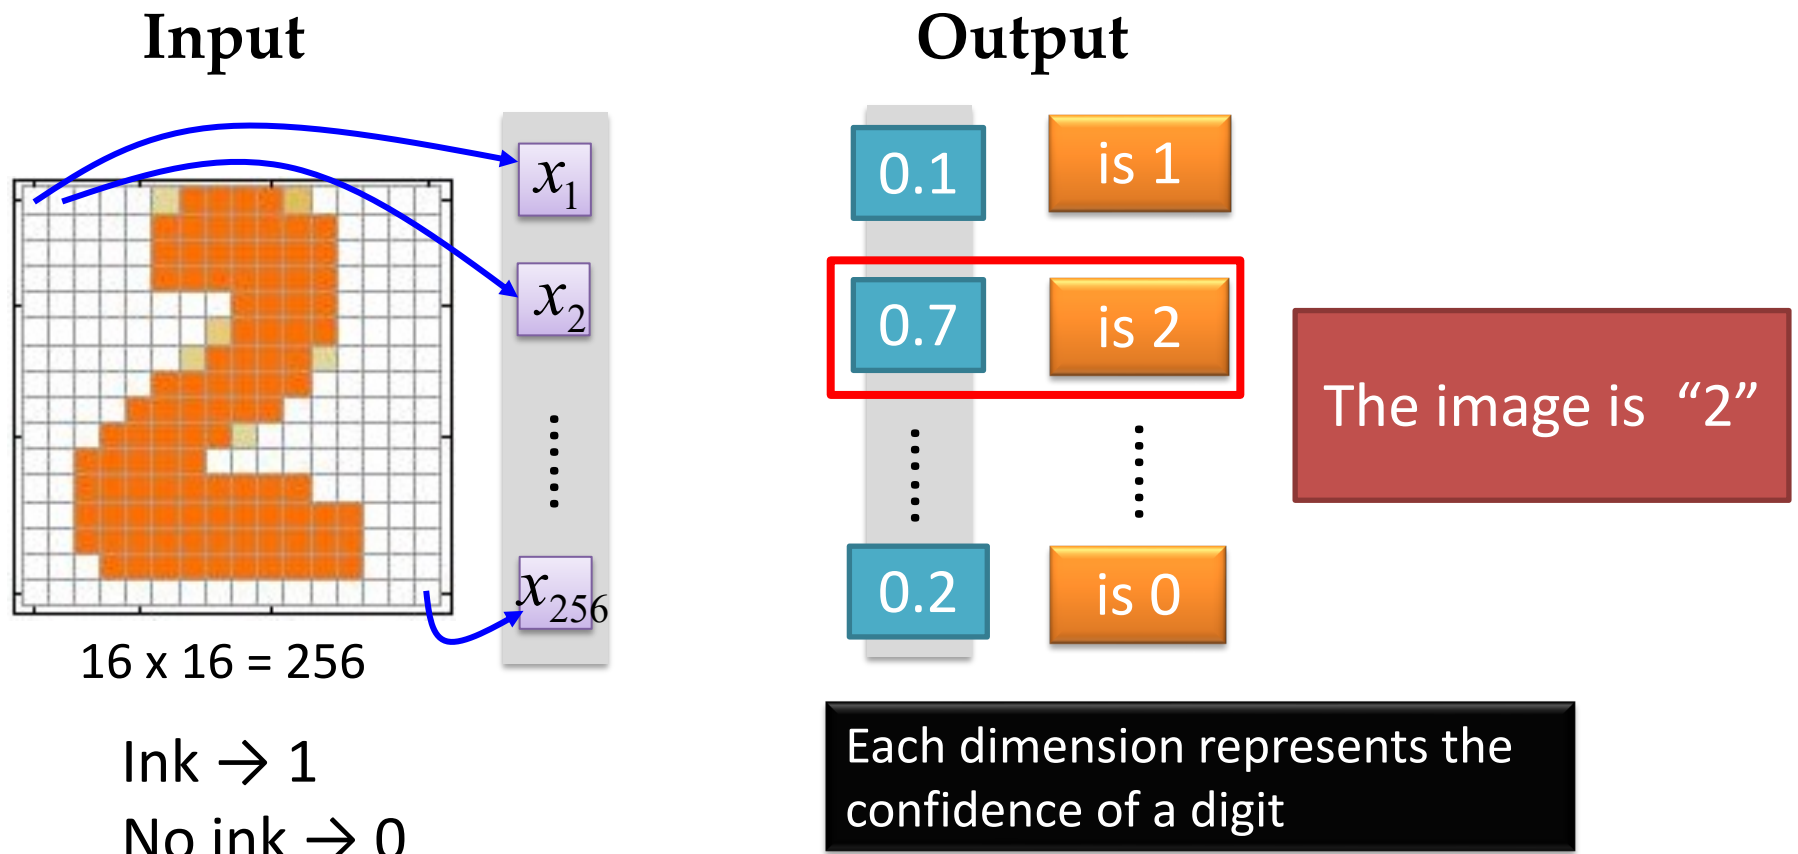 Input
x1
x2
x256
16 x 16 = 256
Ink → 1
No ink → 0
Output
0.1 is 1
0.7 is 2
0.2 is 0
The image is “2”
Each dimension represents the
confidence of a digit